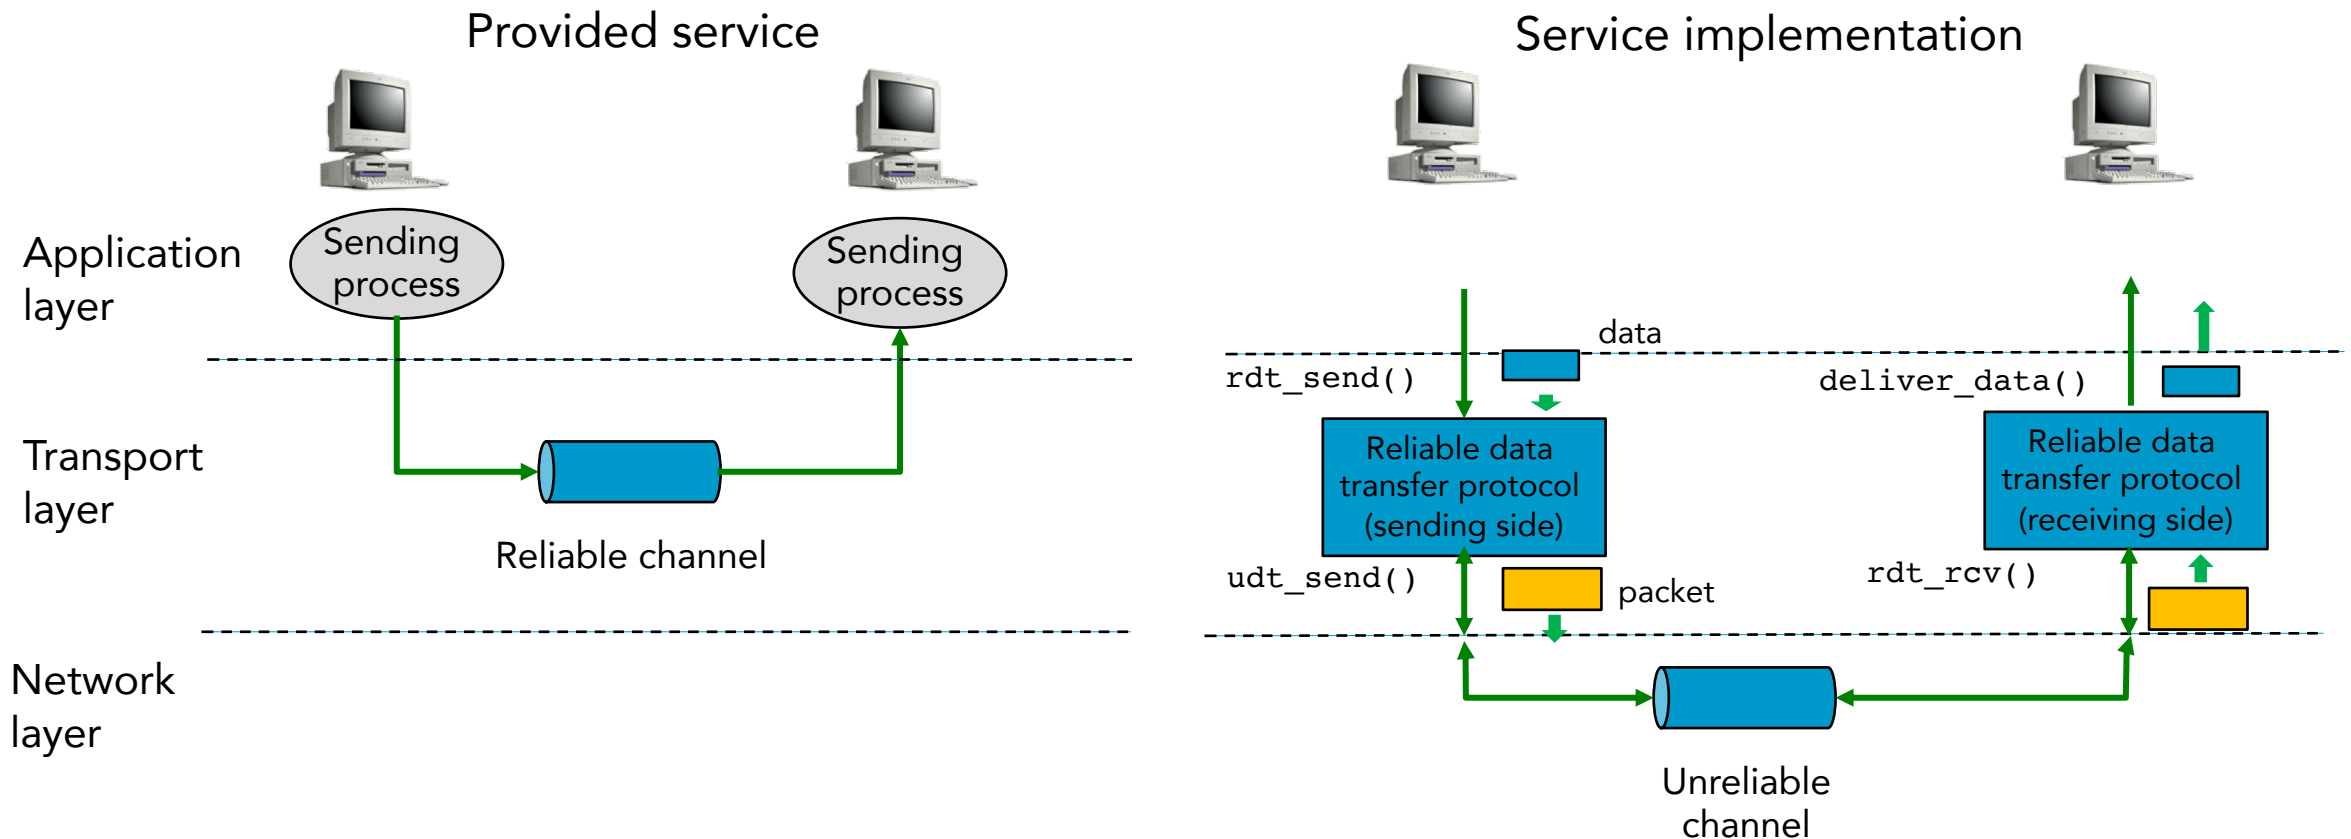 Provided service
Service implementation
Application
layer
Sending
process
Sending
process
data
rdt_send()
deliver_data()
Transport
layer
Reliable channel
Reliable data
transfer protocol
(sending side)
Reliable data
transfer protocol
(receiving side)
udt_send()
packet
rdt_rcv()
Network
layer
Unreliable
channel